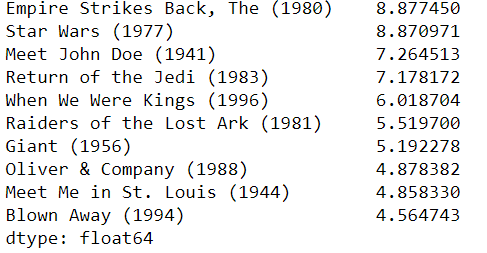 Empire Strikes Back, The (1980) 8.877450
Star Wars (1977) 8.870971
Meet John Doe (1941) 7.264513
Return of the Jedi (1983) 7.178172
When We Were Kings (1996) 6.018704
Raiders of the Lost Ark (1981) 5.519700
Giant (1956) 5.192278
Oliver & Company (1988) 4.878382
Meet Me in St. Louis (1944) 4.858330
Blown Away (1994) 4.564743
dtype: float64